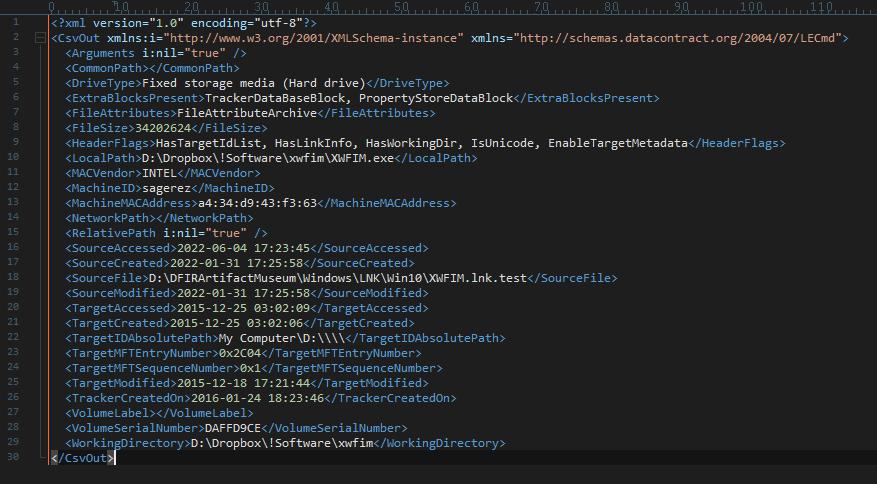 0 10 20 30 40 50 60 70 80 90 100 110
1 <?xml version="1.0" encoding="utf-8"?>
2 <CsvOut xmlns:i="http://www.w3.org/2001/XMLSchema-instance" xmlns="http://schemas.datacontract.org/2004/07/LECmd">
3 <Arguments i:nil="true" />
4 <CommonPath></CommonPath>
5 <DriveType>Fixed storage media (Hard drive)</DriveType>
6 <ExtraBlocksPresent>TrackerDataBaseBlock, PropertyStoreDataBlock</ExtraBlocksPresent>
7 <FileAttributes>FileAttributeArchive</FileAttributes>
8 <FileSize>34202624</FileSize>
9 <HeaderFlags>HasTargetIdList, HasLinkInfo, HasWorkingDir, IsUnicode, EnableTargetMetadata</HeaderFlags>
10 <LocalPath>D:\Dropbox\!Software\xwfim\XWFIM.exe</LocalPath>
11 <MACVendor>INTEL</MACVendor>
12 <MachineID>sagerez</MachineID>
13 <MachineMACAddress>a4:34:d9:43:f3:63</MachineMACAddress>
14 <NetworkPath></NetworkPath>
15 <RelativePath i:nil="true" />
16 <SourceAccessed>2022-06-04 17:23:45</SourceAccessed>
17 <SourceCreated>2022-01-31 17:25:58</SourceCreated>
18 <SourceFile>D:\DFIRArtifactMuseum\Windows\LNK\Win10\XWFIM.lnk.test</SourceFile>
19 <SourceModified>2022-01-31 17:25:58</SourceModified>
20 <TargetAccessed>2015-12-25 03:02:09</TargetAccessed>
21 <TargetCreated>2015-12-25 03:02:06</TargetCreated>
22 <TargetIDAbsolutePath>My Computer\D:\\\\</TargetIDAbsolutePath>
23 <TargetMFTEntryNumber>0x2C04</TargetMFTEntryNumber>
24 <TargetMFTSequenceNumber>0x1</TargetMFTSequenceNumber>
25 <TargetModified>2015-12-18 17:21:44</TargetModified>
26 <TrackerCreatedOn>2016-01-24 18:23:46</TrackerCreatedOn>
27 <VolumeLabel></VolumeLabel>
28 <VolumeSerialNumber>DAFFD9CE</VolumeSerialNumber>
29 <WorkingDirectory>D:\Dropbox\!Software\xwfim</WorkingDirectory>
30 </CsvOut>